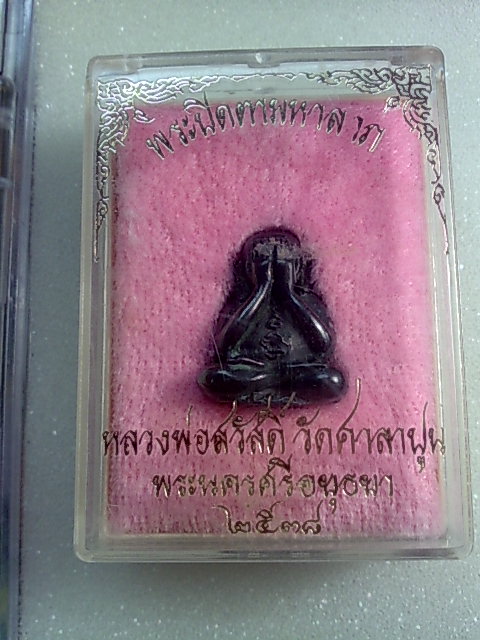 พระปิดตามหาลาภ
หลวงพ่อสวัสดิ์ วัดศาลาปูน
พระนครศรีอยุธยา
๒๕๓๘